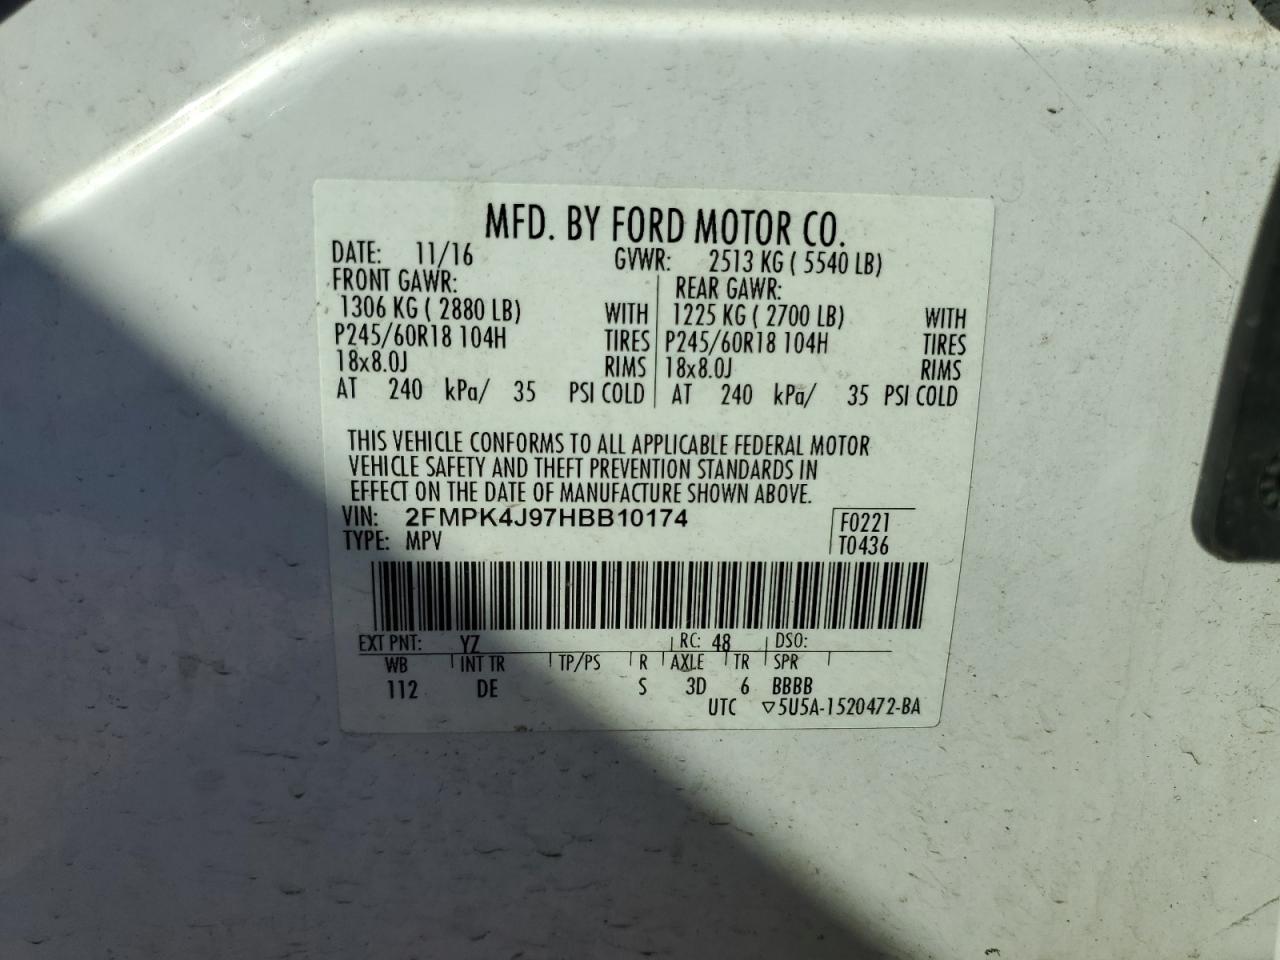 MFD. BY FORD MOTOR CO.
DATE: 11/16 GVWR: 2513 KG ( 5540 LB)
FRONT GAWR: REAR GAWR:
1306 KG ( 2880 LB) WITH 1225 KG ( 2700 LB) WITH
P245/60R18 104H TIRES P245/60R18 104H TIRES
18x8.0J RIMS 18x8.0J RIMS
AT 240 kPa/ 35 PSI COLD AT 240 kPa/ 35 PSI COLD
THIS VEHICLE CONFORMS TO ALL APPLICABLE FEDERAL MOTOR
VEHICLE SAFETY AND THEFT PREVENTION STANDARDS IN
EFFECT ON THE DATE OF MANUFACTURE SHOWN ABOVE.
VIN: 2FMPK4J97HBB10174 F0221
TYPE: MPV T0436
EXT PNT: YZ RC: 48 DSO:
WB INT TR TP/PS R AXLE TR SPR
112 DE S 3D 6 BBBB
UTC ▽5U5A-1520472-BA